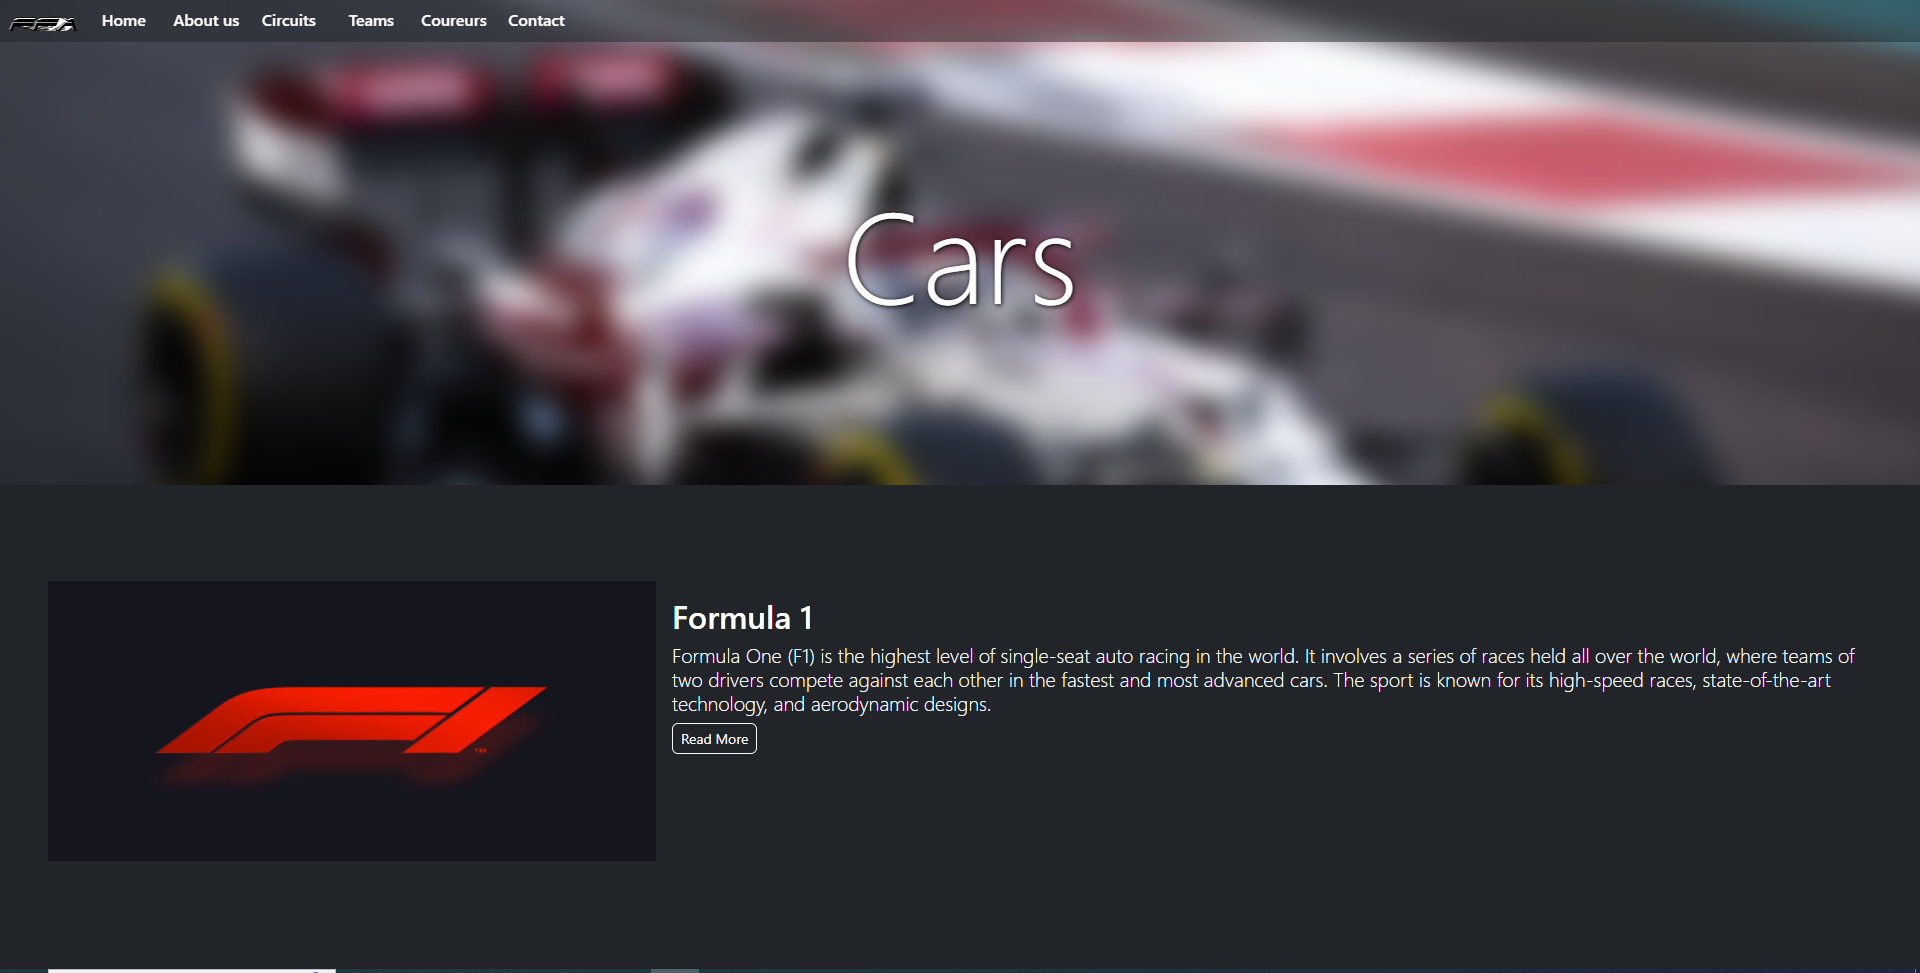 FFA Home About us Circuits Teams Coureurs Contact
Cars
Formula 1
Formula One (F1) is the highest level of single-seat auto racing in the world. It involves a series of races held all over the world, where teams of
two drivers compete against each other in the fastest and most advanced cars. The sport is known for its high-speed races, state-of-the-art
technology, and aerodynamic designs.
Read More
F1 TM